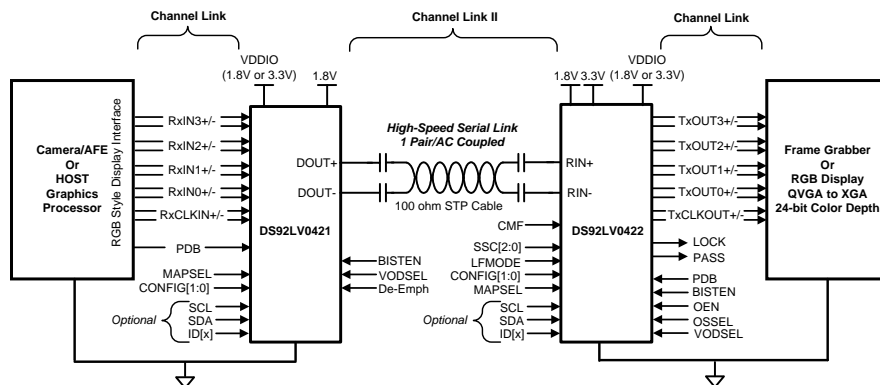 Channel Link
Channel Link II
Channel Link
VDDIO
(1.8V or 3.3V)
1.8V
1.8V
3.3V
VDDIO
(1.8V or 3.3V)
Camera/AFE
Or
HOST
Graphics
Processor
RGB Style Display Interface
RxIN3+/-
RxIN2+/-
RxIN1+/-
RxIN0+/-
RxCLKIN+/-
PDB
MAPSEL
CONFIG[1:0]
Optional
SCL
SDA
ID[x]
DOUT+
DOUT-
DS92LV0421
BISTEN
VODSEL
De-Emph
High-Speed Serial Link
1 Pair/AC Coupled
100 ohm STP Cable
RIN+
RIN-
DS92LV0422
CMF
SSC[2:0]
LFMODE
CONFIG[1:0]
MAPSEL
Optional
SCL
SDA
ID[x]
TxOUT3+/-
TxOUT2+/-
TxOUT1+/-
TxOUT0+/-
TxCLKOUT+/-
LOCK
PASS
PDB
BISTEN
OEN
OSSEL
VODSEL
Frame Grabber
Or
RGB Display
QVGA to XGA
24-bit Color Depth